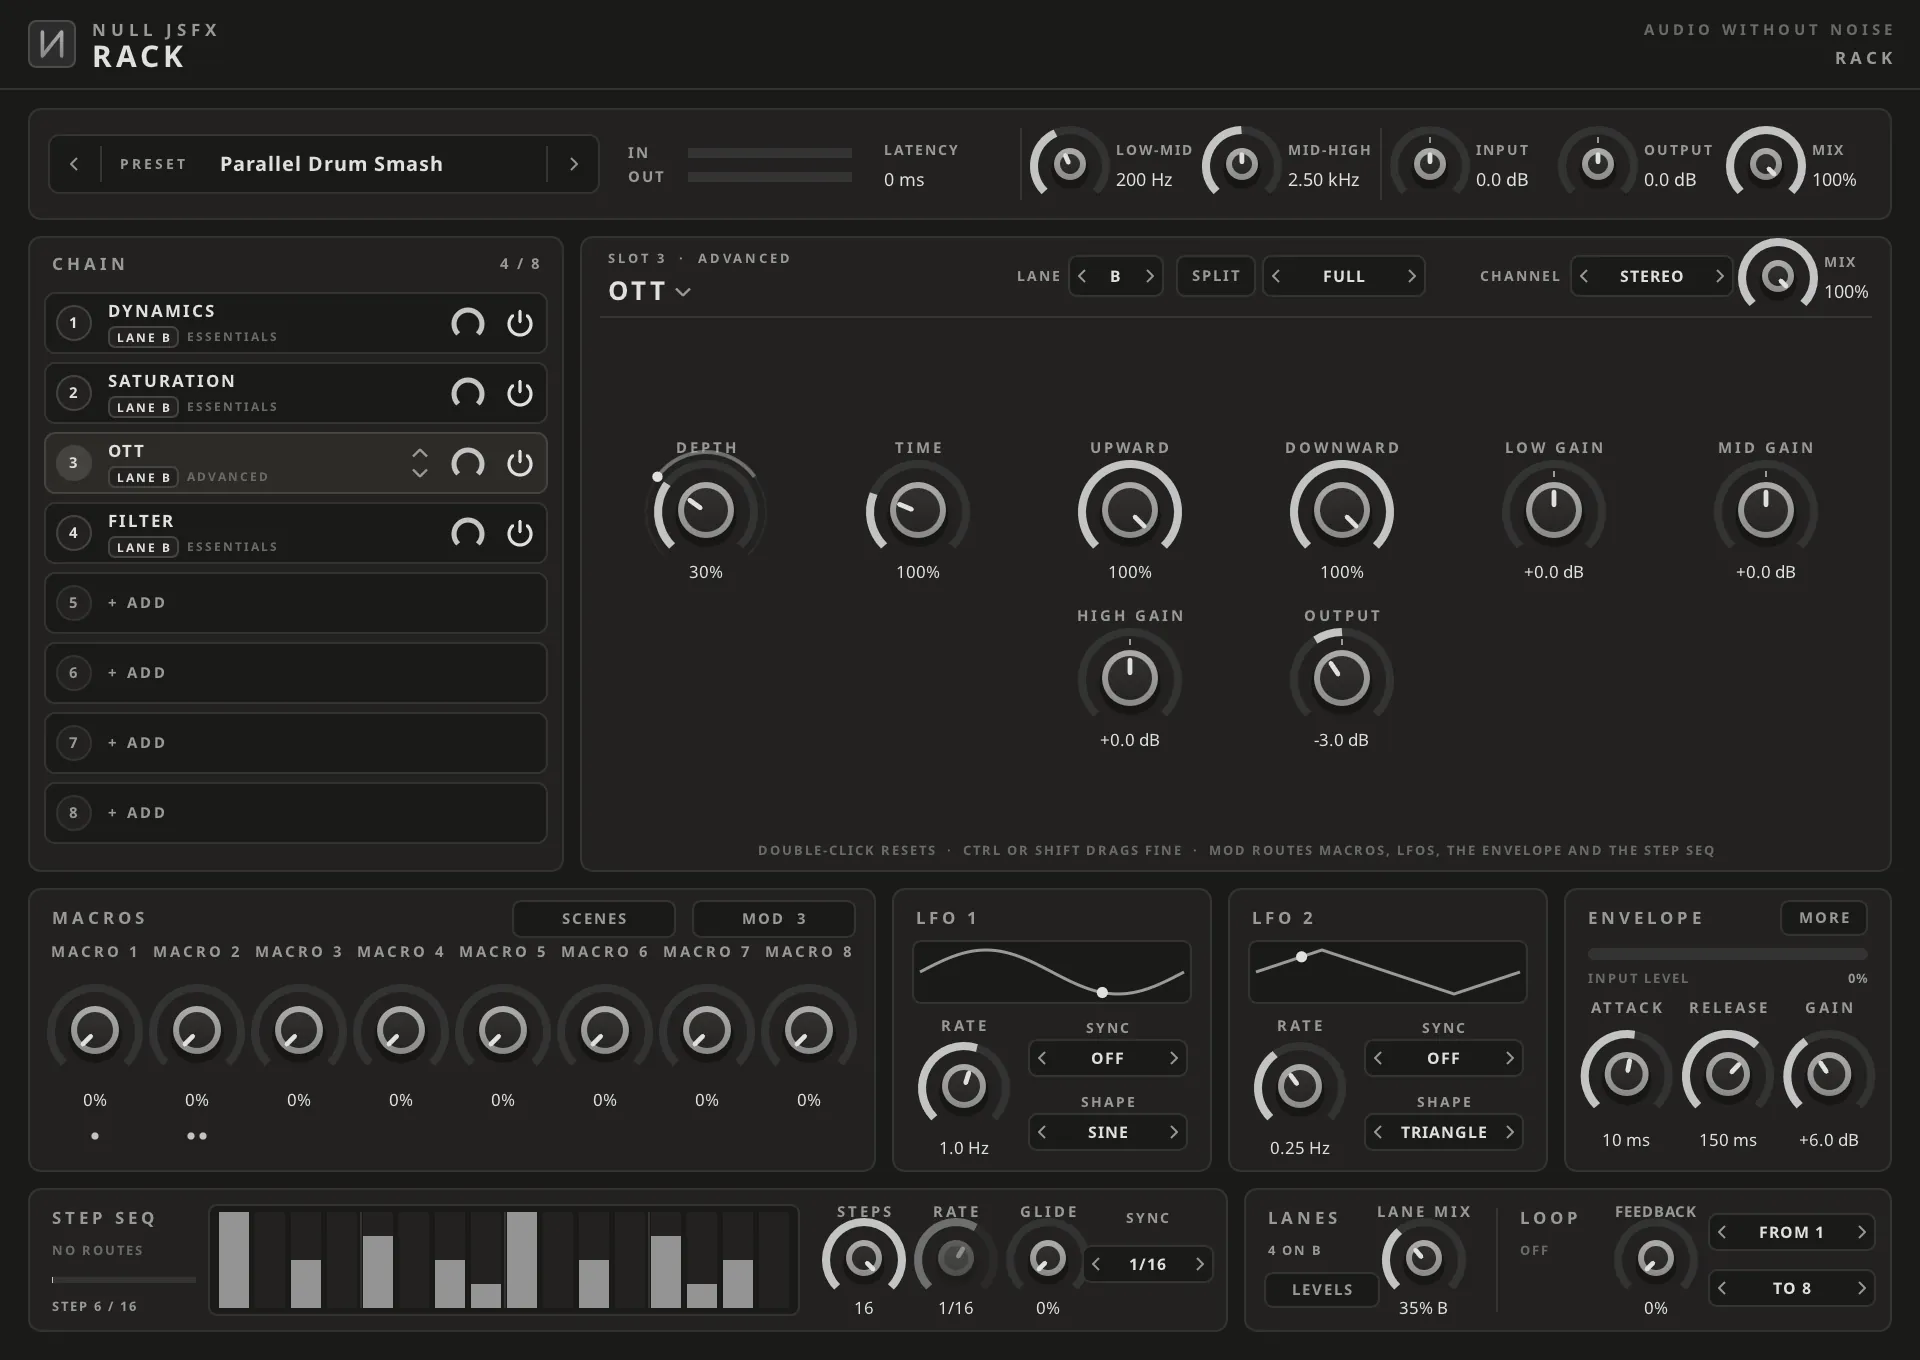 NULL JSFX
RACK
AUDIO WITHOUT NOISE
RACK
PRESET Parallel Drum Smash
IN
OUT
LATENCY
0 ms
LOW-MID
200 Hz
MID-HIGH
2.50 kHz
INPUT
0.0 dB
OUTPUT
0.0 dB
MIX
100%
CHAIN 4 / 8
1 DYNAMICS
LANE B ESSENTIALS
2 SATURATION
LANE B ESSENTIALS
3 OTT
LANE B ADVANCED
4 FILTER
LANE B ESSENTIALS
5 + ADD
6 + ADD
7 + ADD
8 + ADD
SLOT 3 · ADVANCED
OTT
LANE B SPLIT FULL CHANNEL STEREO
MIX
100%
DEPTH TIME UPWARD DOWNWARD LOW GAIN MID GAIN
30% 100% 100% 100% +0.0 dB +0.0 dB
HIGH GAIN OUTPUT
+0.0 dB -3.0 dB
DOUBLE-CLICK RESETS · CTRL OR SHIFT DRAGS FINE · MOD ROUTES MACROS, LFOS, THE ENVELOPE AND THE STEP SEQ
MACROS SCENES MOD 3
MACRO 1 MACRO 2 MACRO 3 MACRO 4 MACRO 5 MACRO 6 MACRO 7 MACRO 8
0% 0% 0% 0% 0% 0% 0% 0%
LFO 1
RATE
1.0 Hz
SYNC
OFF
SHAPE
SINE
LFO 2
RATE
0.25 Hz
SYNC
OFF
SHAPE
TRIANGLE
ENVELOPE MORE
INPUT LEVEL 0%
ATTACK RELEASE GAIN
10 ms 150 ms +6.0 dB
STEP SEQ
NO ROUTES
STEP 6 / 16
STEPS RATE GLIDE SYNC
1/16
16 1/16 0%
LANES
4 ON B
LEVELS
LANE MIX
35% B
LOOP
OFF
FEEDBACK
0%
FROM 1
TO 8